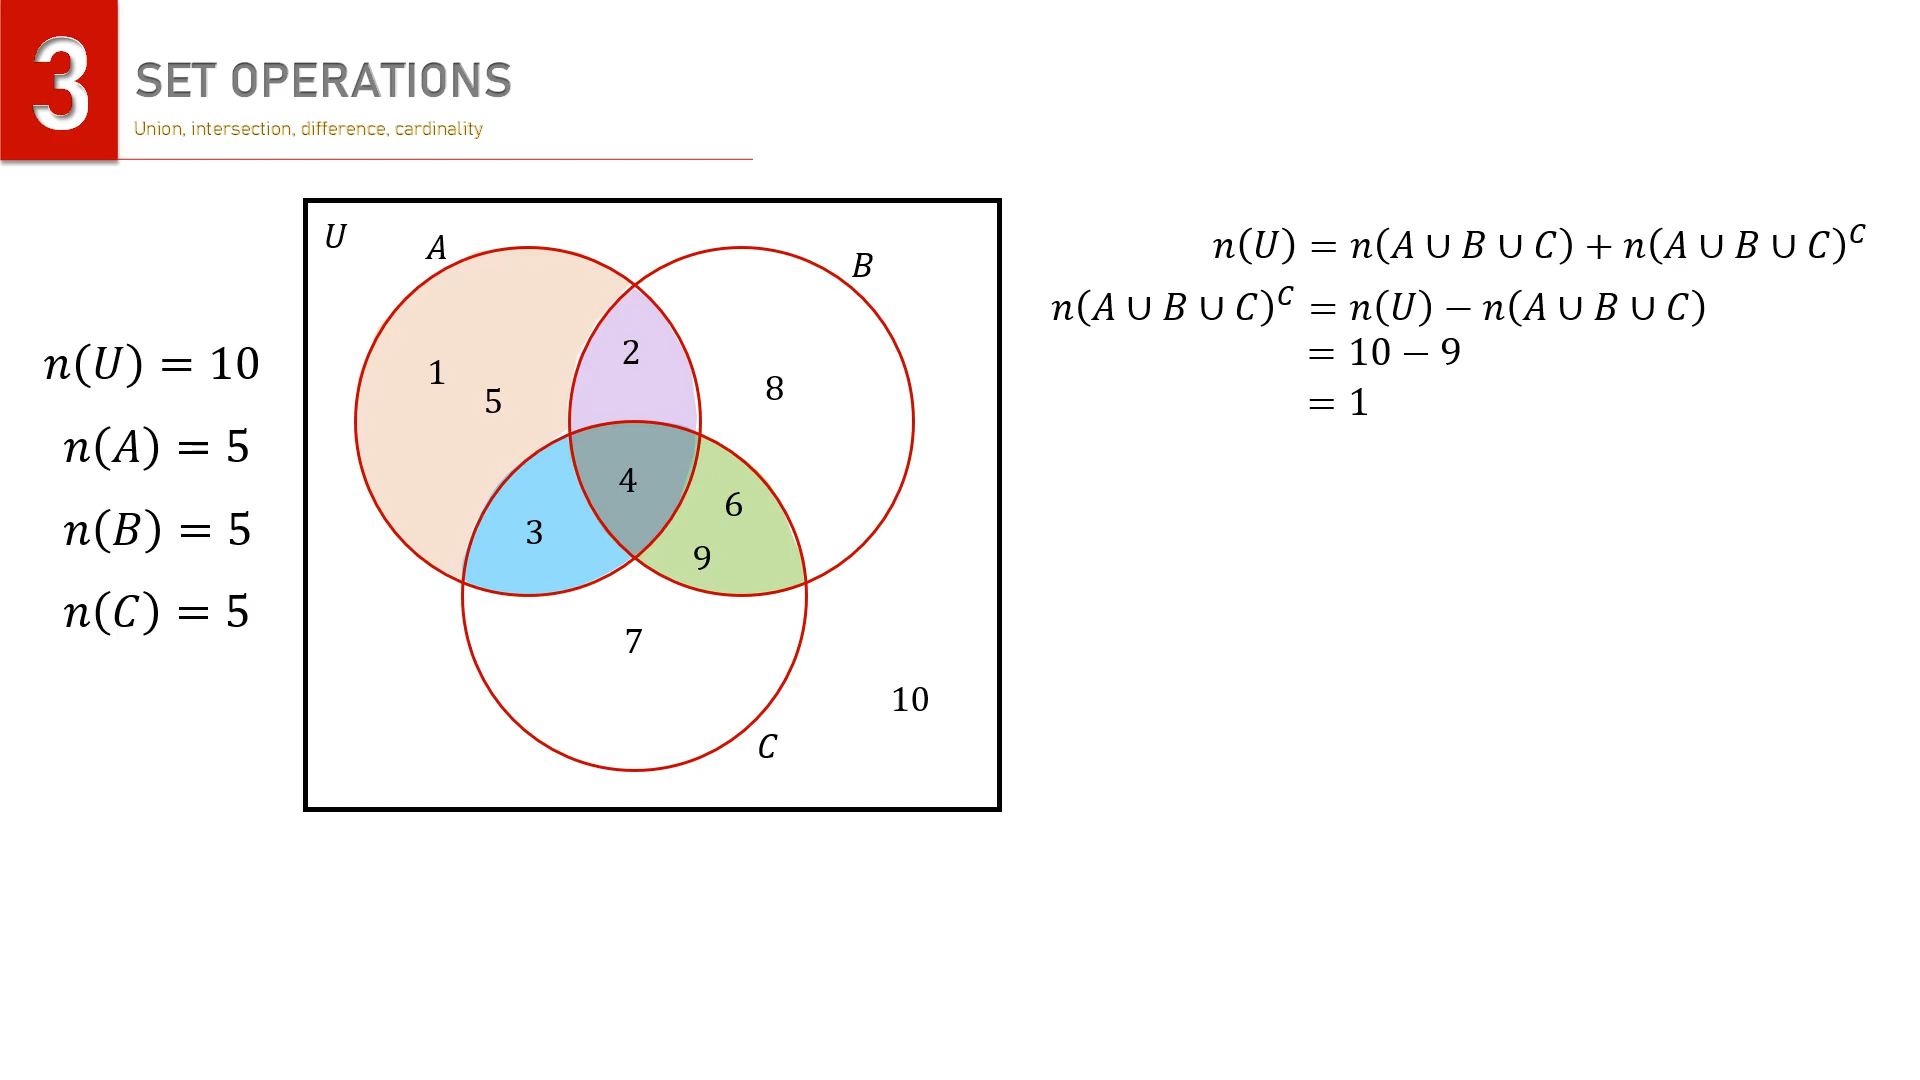 3
SET OPERATIONS
Union, intersection, difference, cardinality
n(U) = 10
n(A) = 5
n(B) = 5
n(C) = 5
U
A
B
1
5
2
8
4
3
6
9
7
10
C
n(U) = n(A ∪ B ∪ C) + n(A ∪ B ∪ C)ᶜ
n(A ∪ B ∪ C)ᶜ = n(U) − n(A ∪ B ∪ C)
= 10 − 9
= 1